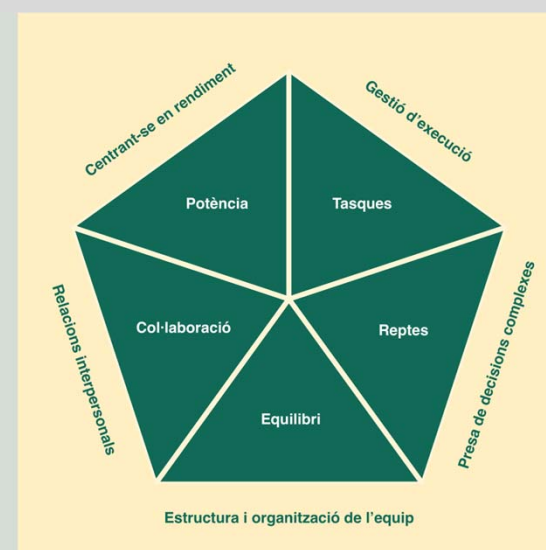 Centrant-se en rendiment
Gestió d'execució
Potència
Tasques
Relacions interpersonals
Col·laboració
Reptes
Presa de decisions complexes
Equilibri
Estructura i organització de l'equip